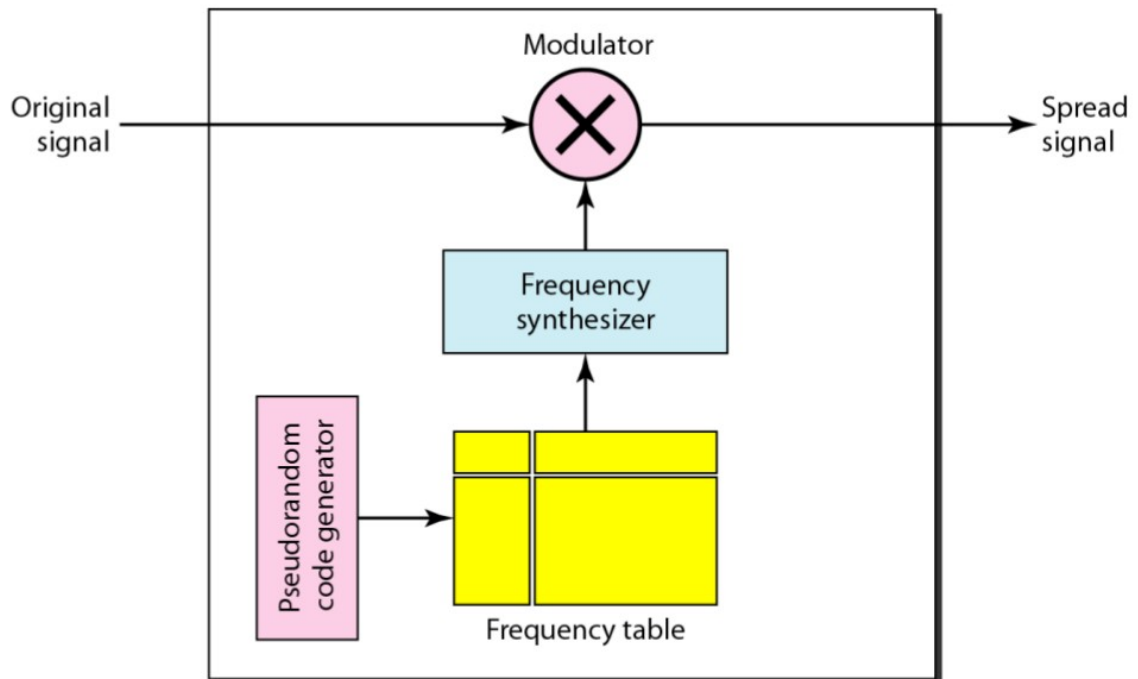 Modulator
Original
signal
Spread
signal
Frequency
synthesizer
Pseudorandom
code generator
Frequency table